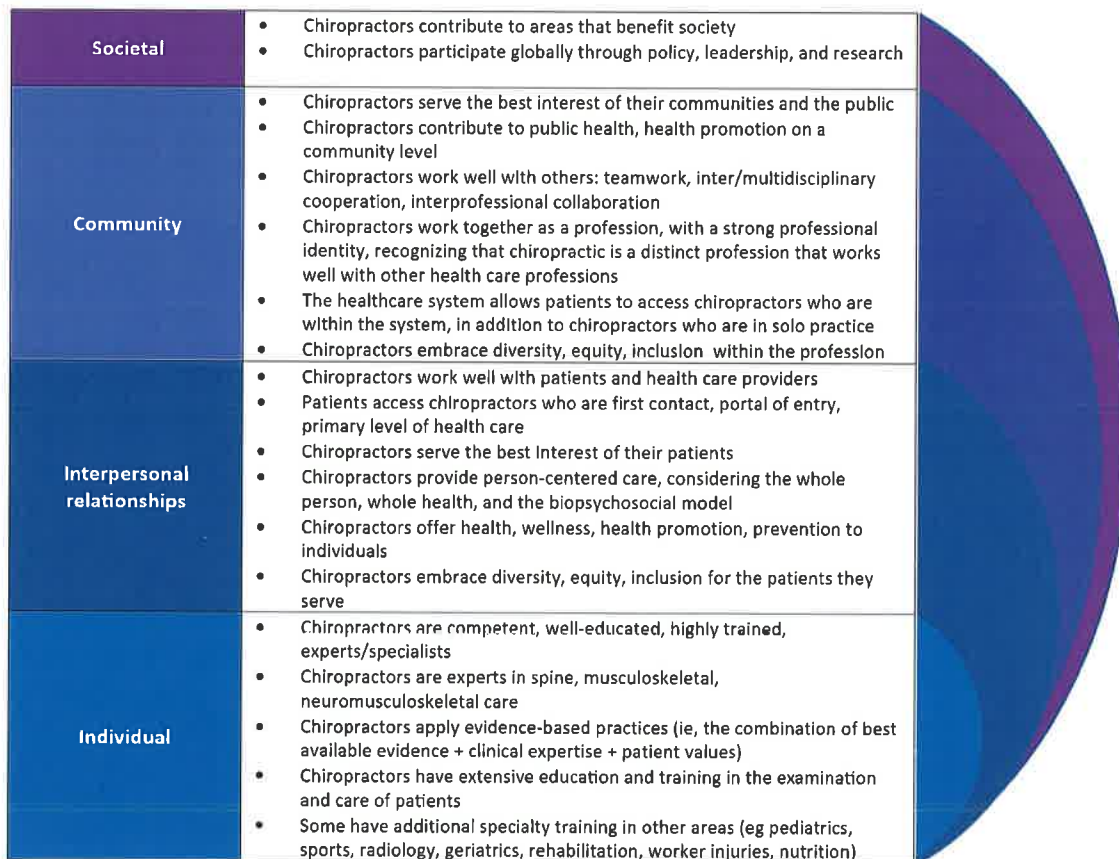 Societal
• Chiropractors contribute to areas that benefit society
• Chiropractors participate globally through policy, leadership, and research
Community
• Chiropractors serve the best interest of their communities and the public
• Chiropractors contribute to public health, health promotion on a
community level
• Chiropractors work well with others: teamwork, inter/multidisciplinary
cooperation, interprofessional collaboration
• Chiropractors work together as a profession, with a strong professional
identity, recognizing that chiropractic is a distinct profession that works
well with other health care professions
• The healthcare system allows patients to access chiropractors who are
within the system, in addition to chiropractors who are in solo practice
• Chiropractors embrace diversity, equity, inclusion within the profession
Interpersonal
relationships
• Chiropractors work well with patients and health care providers
• Patients access chiropractors who are first contact, portal of entry,
primary level of health care
• Chiropractors serve the best interest of their patients
• Chiropractors provide person-centered care, considering the whole
person, whole health, and the biopsychosocial model
• Chiropractors offer health, wellness, health promotion, prevention to
individuals
• Chiropractors embrace diversity, equity, inclusion for the patients they
serve
Individual
• Chiropractors are competent, well-educated, highly trained,
experts/specialists
• Chiropractors are experts in spine, musculoskeletal,
neuromusculoskeletal care
• Chiropractors apply evidence-based practices (ie, the combination of best
available evidence + clinical expertise + patient values)
• Chiropractors have extensive education and training in the examination
and care of patients
• Some have additional specialty training in other areas (eg pediatrics,
sports, radiology, geriatrics, rehabilitation, worker injuries, nutrition)